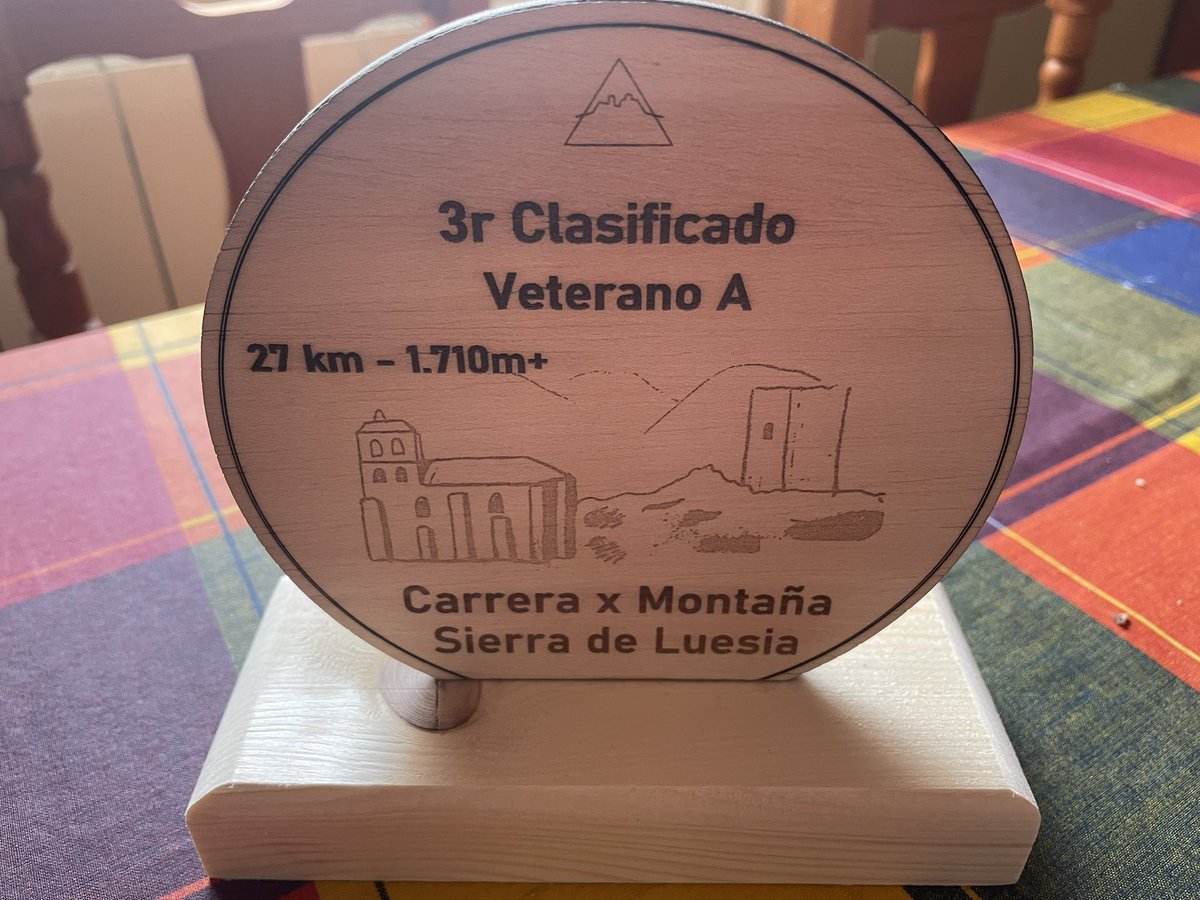 3r Clasificado
Veterano A
27 km - 1.710m+
Carrera x Montaña
Sierra de Luesia